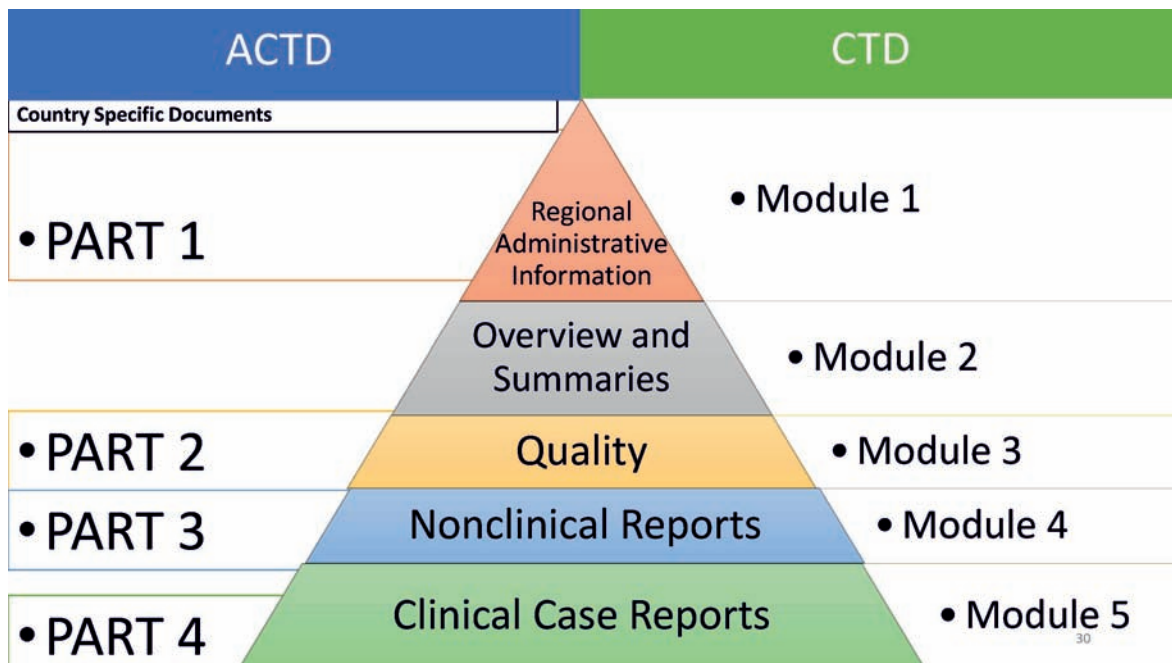 ACTD
CTD
Country Specific Documents
• PART 1
Regional
Administrative
Information
• Module 1
Overview and
Summaries
• Module 2
• PART 2
Quality
• Module 3
• PART 3
Nonclinical Reports
• Module 4
• PART 4
Clinical Case Reports
• Module 5
30